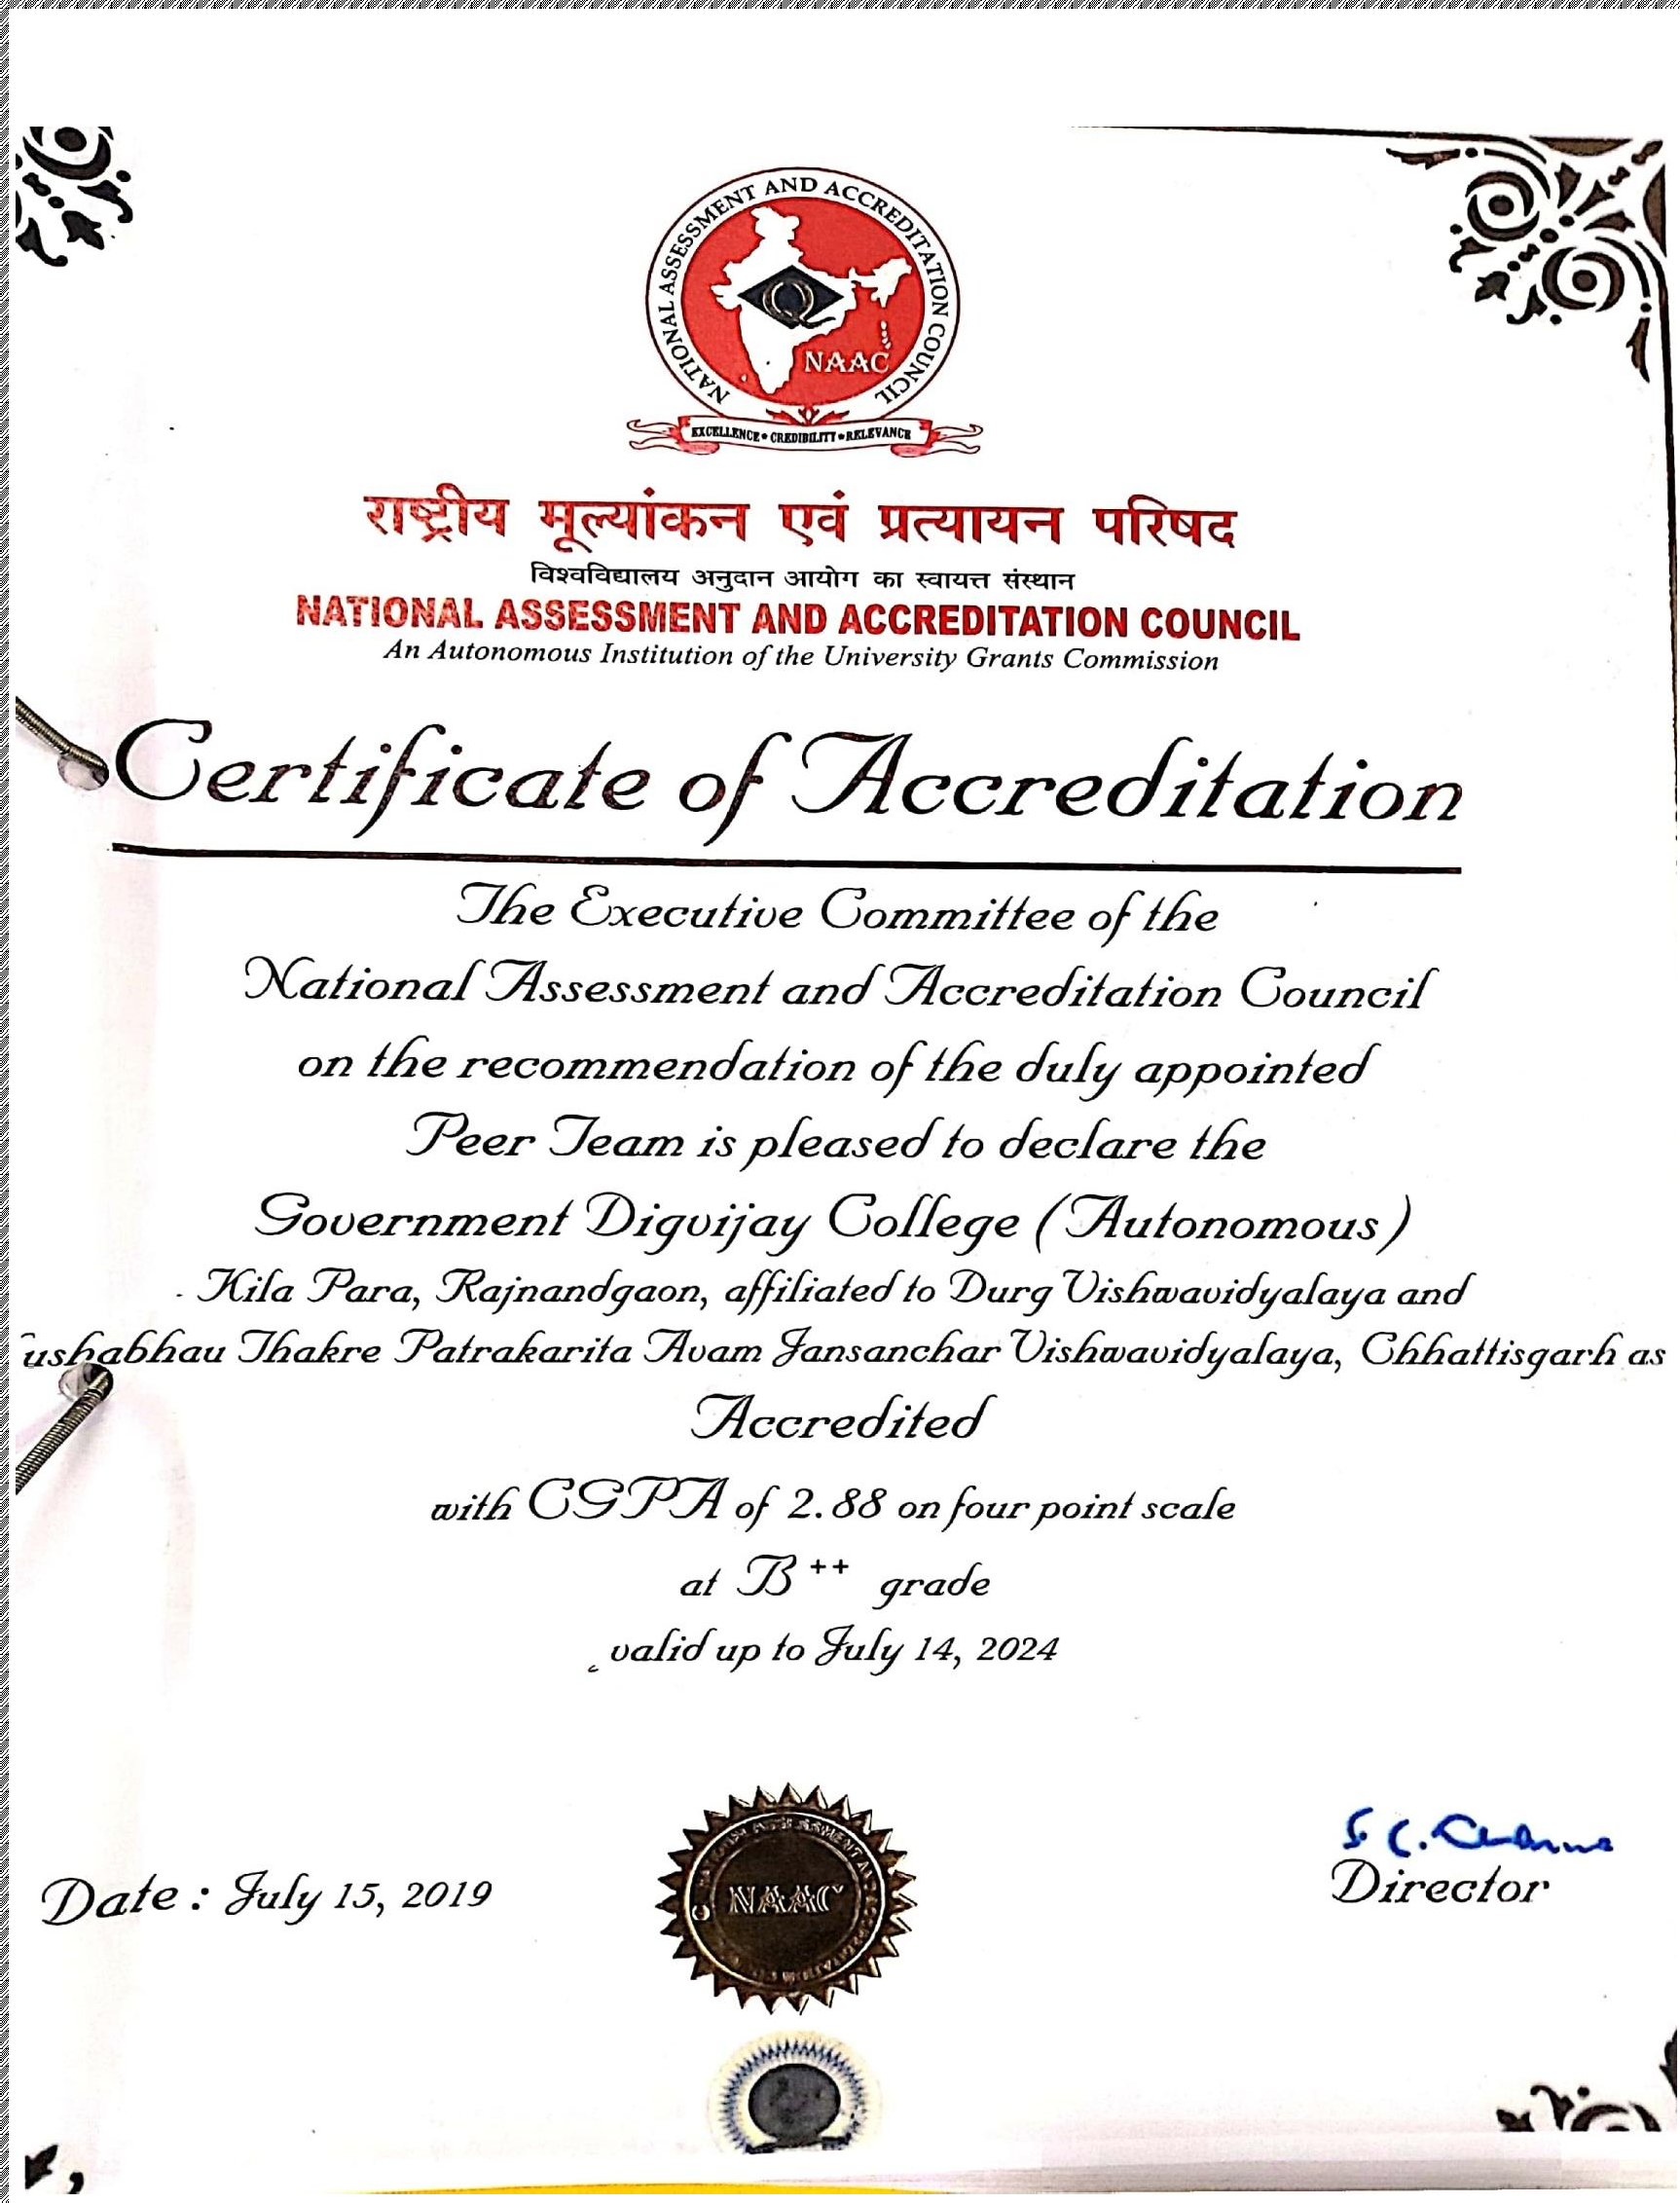 NATIONAL ASSESSMENT AND ACCREDITATION COUNCIL
NAAC
EXCELLENCE • CREDIBILITY • RELEVANCE
राष्ट्रीय मूल्यांकन एवं प्रत्यायन परिषद
विश्वविद्यालय अनुदान आयोग का स्वायत्त संस्थान
NATIONAL ASSESSMENT AND ACCREDITATION COUNCIL
An Autonomous Institution of the University Grants Commission
Certificate of Accreditation
The Executive Committee of the
National Assessment and Accreditation Council
on the recommendation of the duly appointed
Peer Team is pleased to declare the
Government Digvijay College (Autonomous)
Kila Para, Rajnandgaon, affiliated to Durg Vishwavidyalaya and
ushabhau Thakre Patrakarita Avam Jansanchar Vishwavidyalaya, Chhattisgarh as
Accredited
with CGPA of 2.88 on four point scale
at B++ grade
valid up to July 14, 2024
Date : July 15, 2019
NAAC
S. C. Sharma
Director